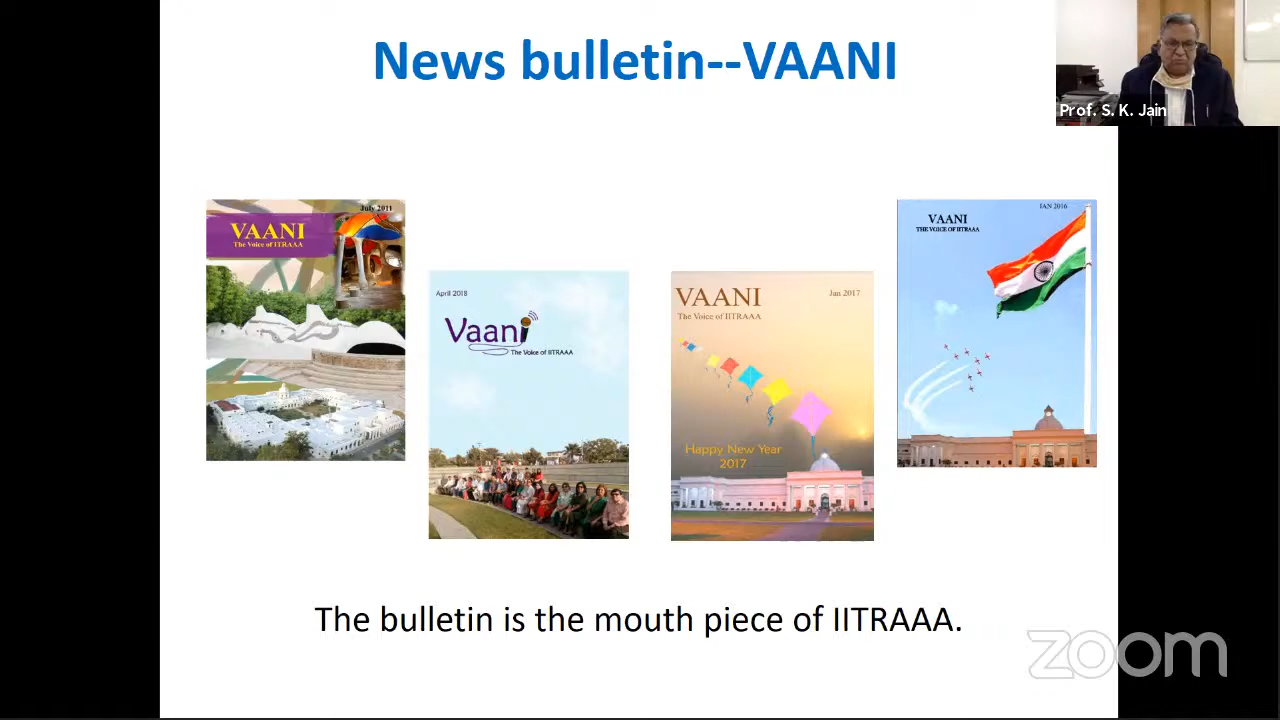 News bulletin--VAANI
Prof. S. K. Jain
July 2011
VAANI
The Voice of IITRAAA
April 2018
Vaani
The Voice of IITRAAA
VAANI
Jan 2017
The Voice of IITRAAA
Happy New Year
2017
JAN 2016
VAANI
THE VOICE OF IITRAAA
The bulletin is the mouth piece of IITRAAA.
zoom